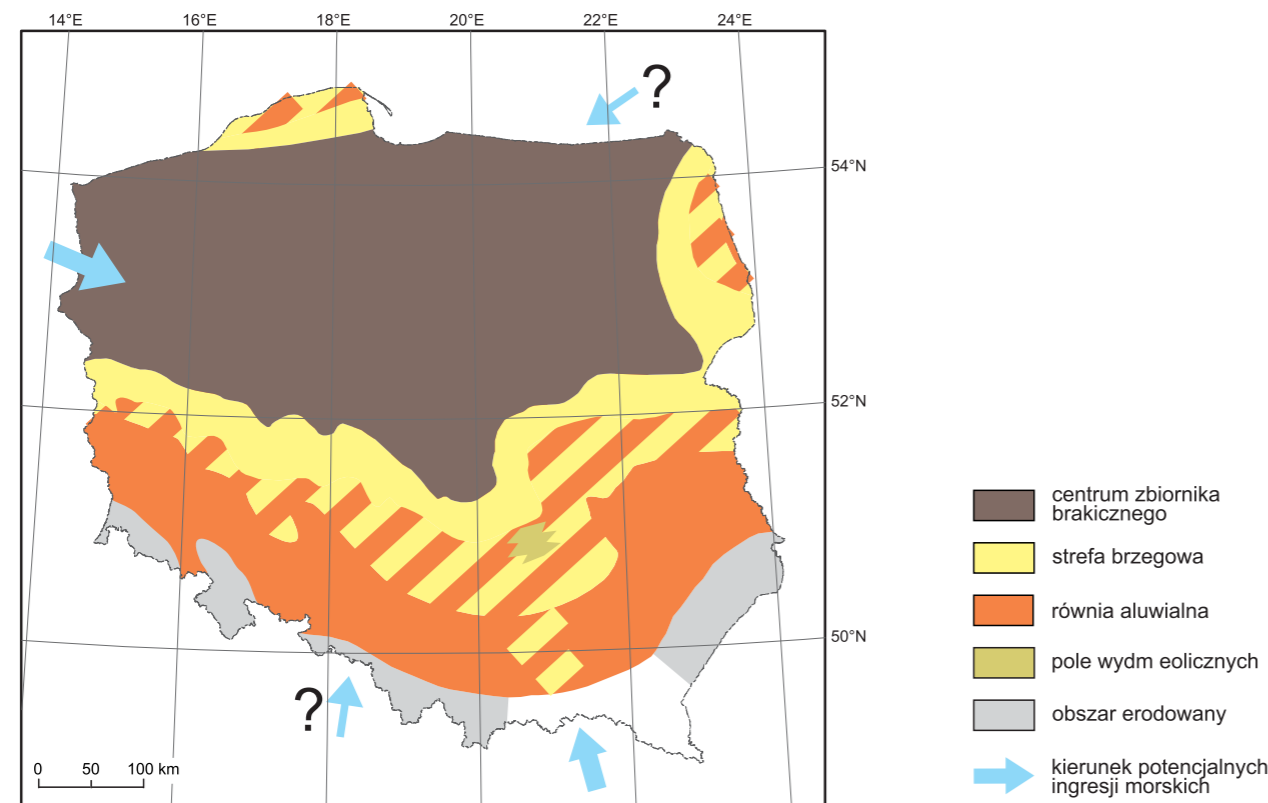 14°E 16°E 18°E 20°E 22°E 24°E
?
54°N
52°N
50°N
?
0 50 100 km
centrum zbiornika
brakicznego
strefa brzegowa
równia aluwialna
pole wydm eolicznych
obszar erodowany
kierunek potencjalnych
ingresji morskich